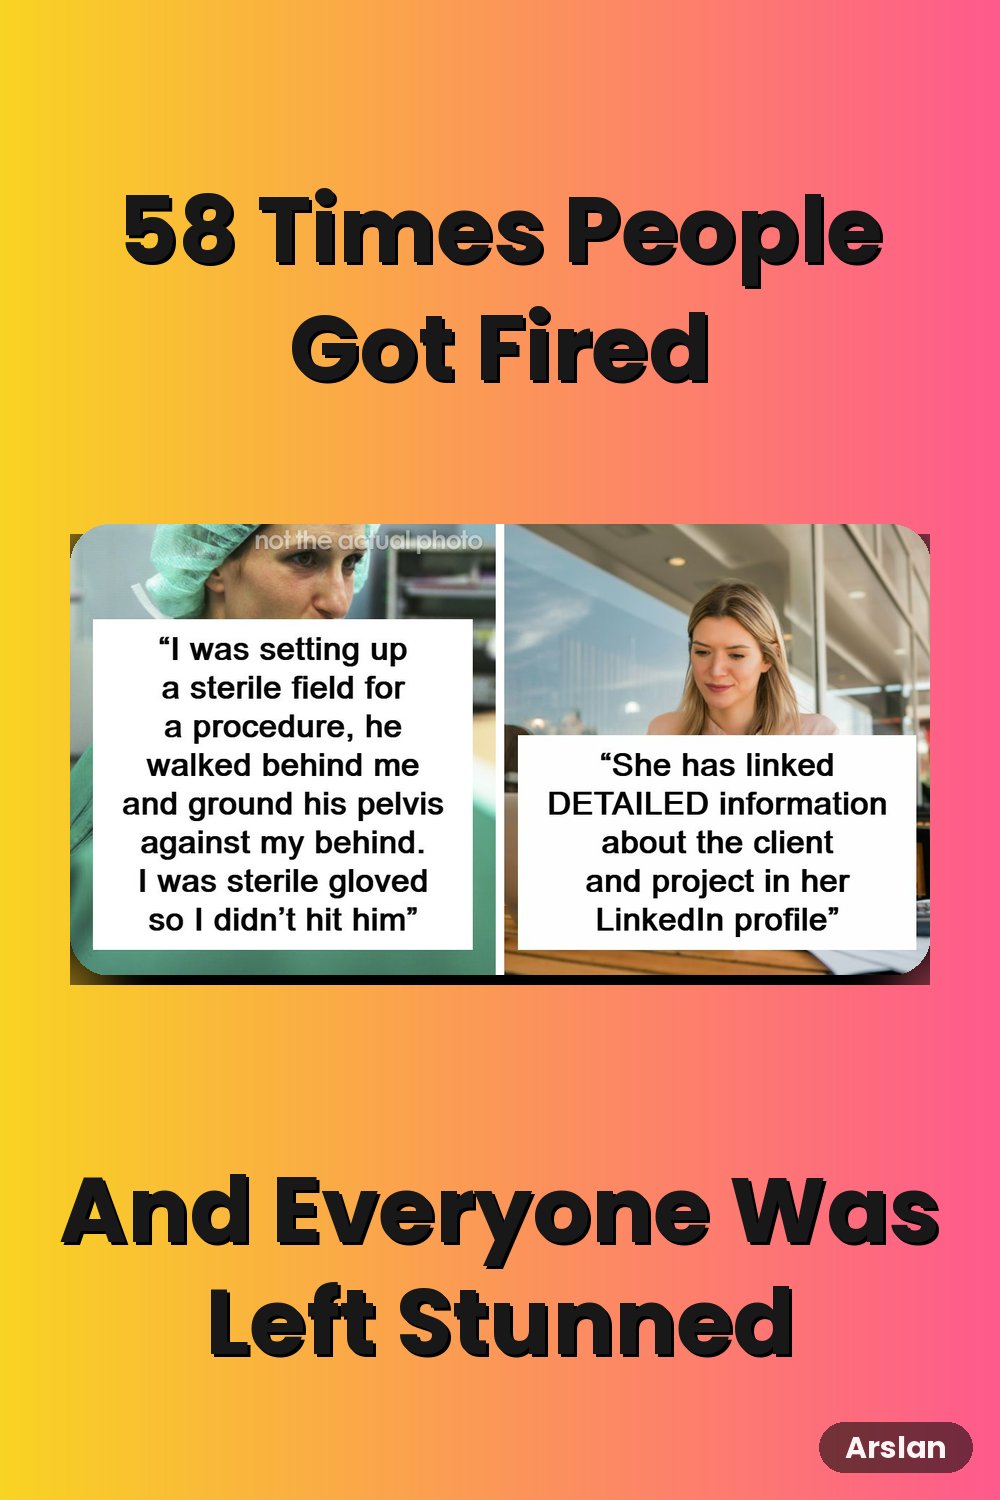 58 Times People
Got Fired
not the actual photo
“I was setting up
a sterile field for
a procedure, he
walked behind me
and ground his pelvis
against my behind.
I was sterile gloved
so I didn’t hit him”
“She has linked
DETAILED information
about the client
and project in her
LinkedIn profile”
And Everyone Was
Left Stunned
Arslan